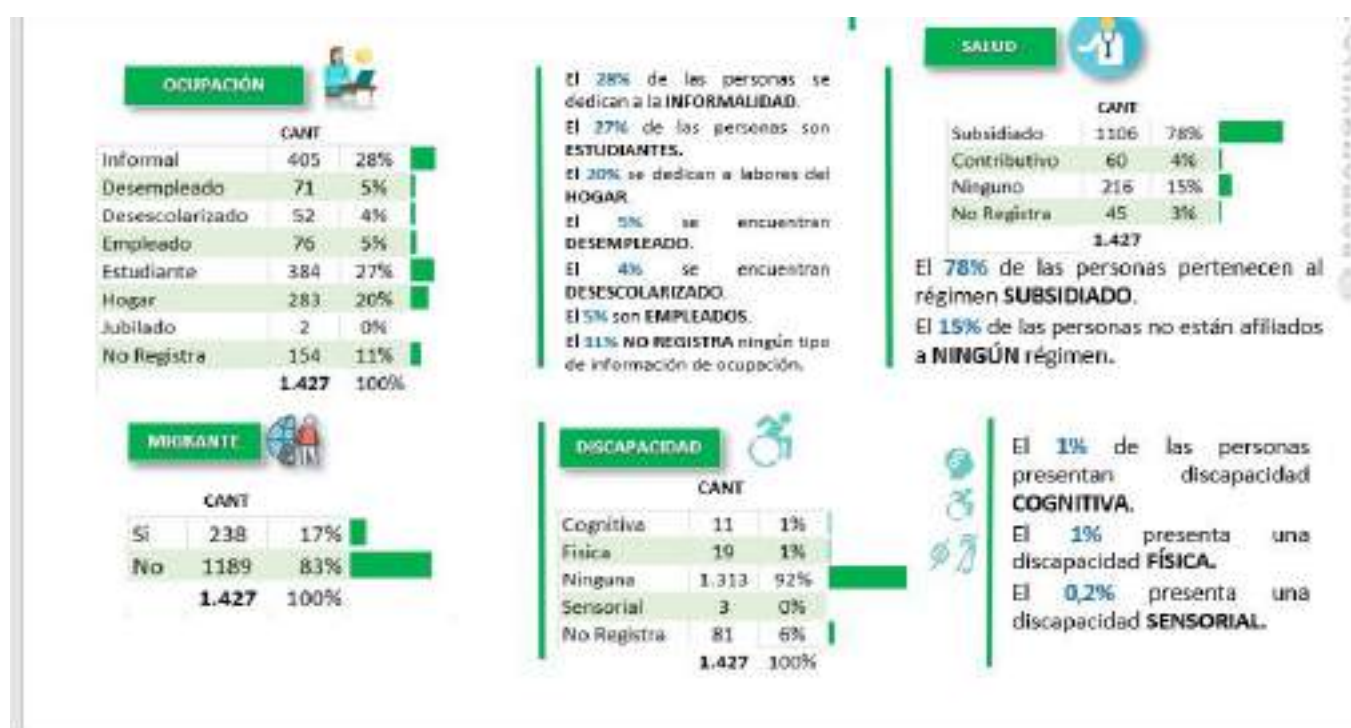 OCUPACIÓN
CANT
Informal 405 28%
Desempleado 71 5%
Desescolarizado 52 4%
Empleado 76 5%
Estudiante 384 27%
Hogar 283 20%
Jubilado 2 0%
No Registra 154 11%
1.427 100%
El 28% de las personas se
dedican a la INFORMALIDAD.
El 27% de las personas son
ESTUDIANTES.
El 20% se dedican a labores del
HOGAR
El 5% se encuentran
DESEMPLEADO.
El 4% se encuentran
DESESCOLARIZADO.
El 5% son EMPLEADOS.
El 11% NO REGISTRA ningún tipo
de información de ocupación.
SALUD
CANT
Subsidiado 1106 78%
Contributivo 60 4%
Ninguno 216 15%
No Registra 45 3%
1.427
El 78% de las personas pertenecen al
régimen SUBSIDIADO.
El 15% de las personas no están afiliados
a NINGÚN régimen.
MIGRANTE
CANT
Si 238 17%
No 1189 83%
1.427 100%
DISCAPACIDAD
CANT
Cognitiva 11 1%
Fisica 19 1%
Ninguna 1.313 92%
Sensorial 3 0%
No Registra 81 6%
1.427 100%
El 1% de las personas
presentan discapacidad
COGNITIVA.
El 1% presenta una
discapacidad FÍSICA.
El 0,2% presenta una
discapacidad SENSORIAL.